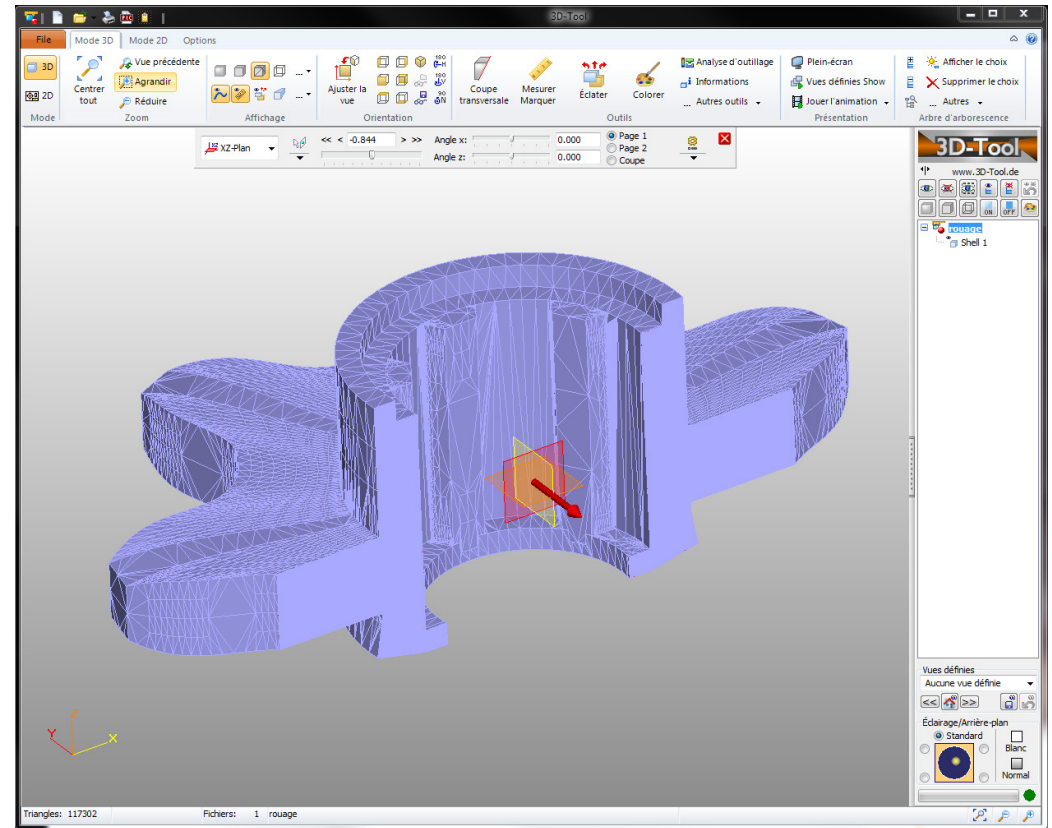 3D-Tool
File Mode 3D Mode 2D Options
3D
2D
Mode
Centrer tout
Vue précédente
Agrandir
Réduire
Zoom
...
...
Affichage
Ajuster la vue
Orientation
Coupe transversale
Mesurer Marquer
Éclater
Colorer
Analyse d'outillage
Informations
... Autres outils
Outils
Plein-écran
Vues définies Show
Jouer l'animation
Présentation
Afficher le choix
Supprimer le choix
... Autres
Arbre d'arborescence
XZ-Plan
<< < -0.844 > >>
Angle x: 0.000
Angle z: 0.000
Page 1
Page 2
Coupe
3D-Tool
www.3D-Tool.de
ON OFF
rouage
Shell 1
Y
X
Vues définies
Aucune vue définie
<< >>
Éclairage/Arrière-plan
Standard
Blanc
Normal
Triangles: 117302 Fichiers: 1 rouage